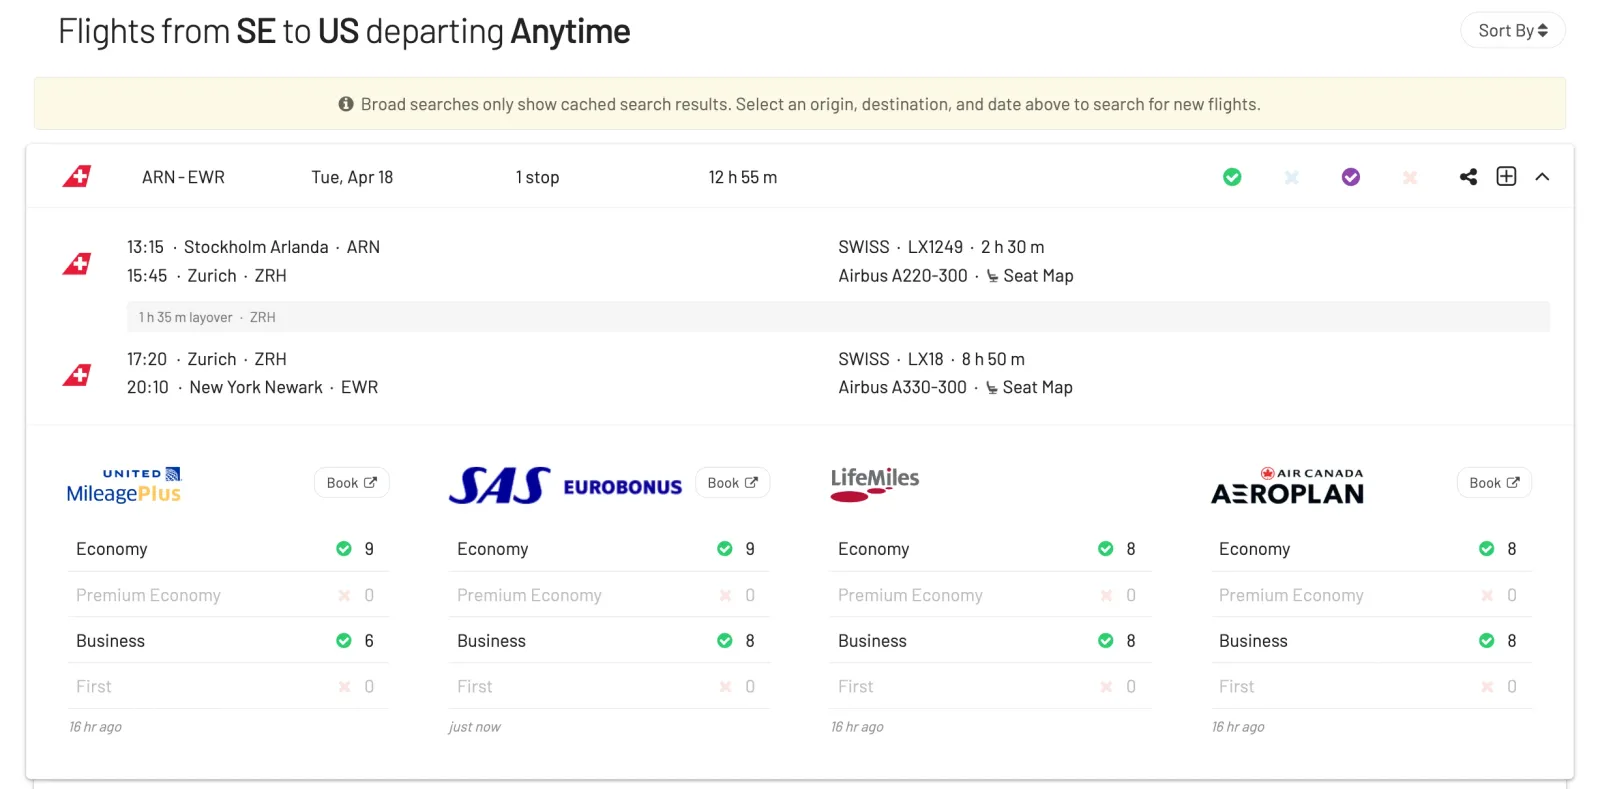 Flights from SE to US departing Anytime
Sort By
Broad searches only show cached search results. Select an origin, destination, and date above to search for new flights.
ARN - EWR Tue, Apr 18 1 stop 12 h 55 m
13:15 · Stockholm Arlanda · ARN
15:45 · Zurich · ZRH
SWISS · LX1249 · 2 h 30 m
Airbus A220-300 · Seat Map
1 h 35 m layover · ZRH
17:20 · Zurich · ZRH
20:10 · New York Newark · EWR
SWISS · LX18 · 8 h 50 m
Airbus A330-300 · Seat Map
UNITED
MileagePlus
Book
Economy 9
Premium Economy 0
Business 6
First 0
16 hr ago
SAS EUROBONUS
Book
Economy 9
Premium Economy 0
Business 8
First 0
just now
LifeMiles
Economy 8
Premium Economy 0
Business 8
First 0
16 hr ago
AIR CANADA
AEROPLAN
Book
Economy 8
Premium Economy 0
Business 8
First 0
16 hr ago